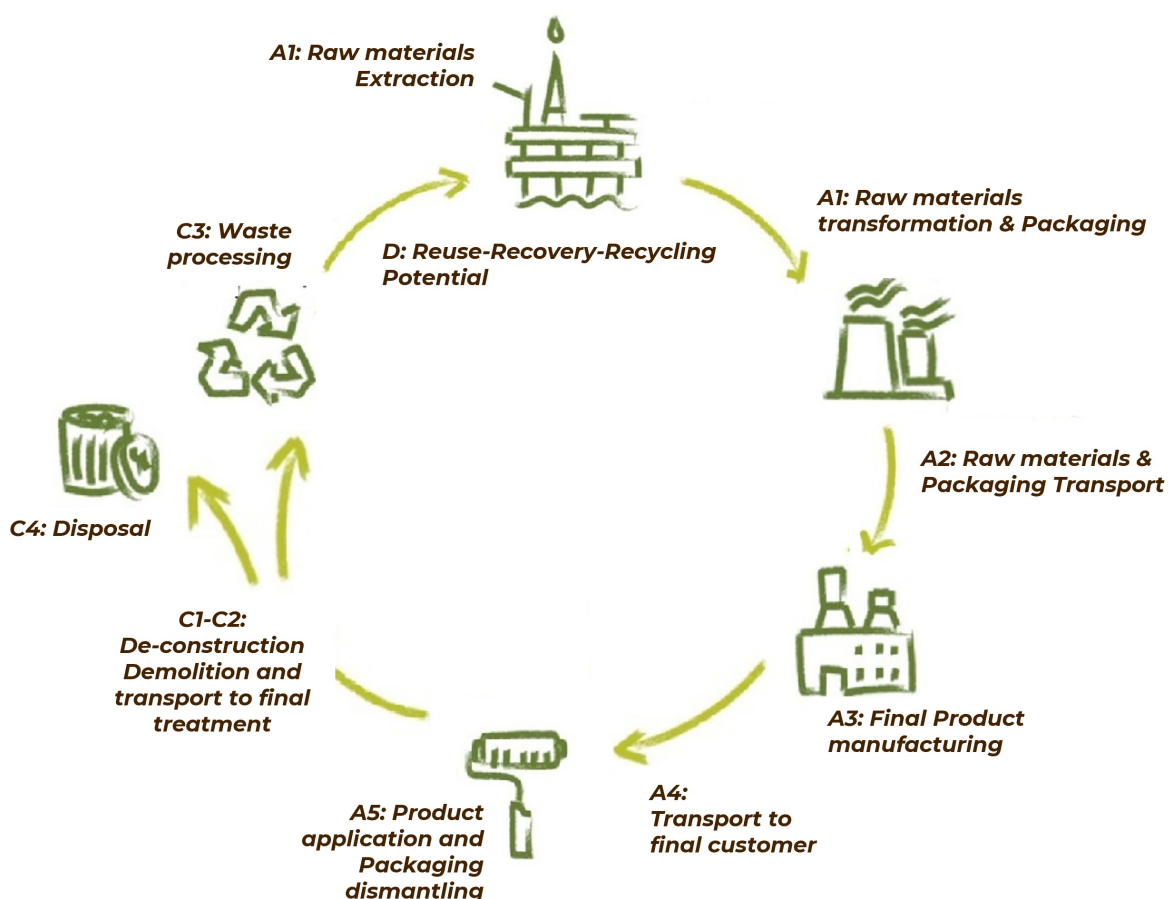 A1: Raw materials
Extraction
A1: Raw materials
transformation & Packaging
C3: Waste
processing
D: Reuse-Recovery-Recycling
Potential
A2: Raw materials &
Packaging Transport
C4: Disposal
C1-C2:
De-construction
Demolition and
transport to final
treatment
A3: Final Product
manufacturing
A4:
Transport to
final customer
A5: Product
application and
Packaging
dismantling